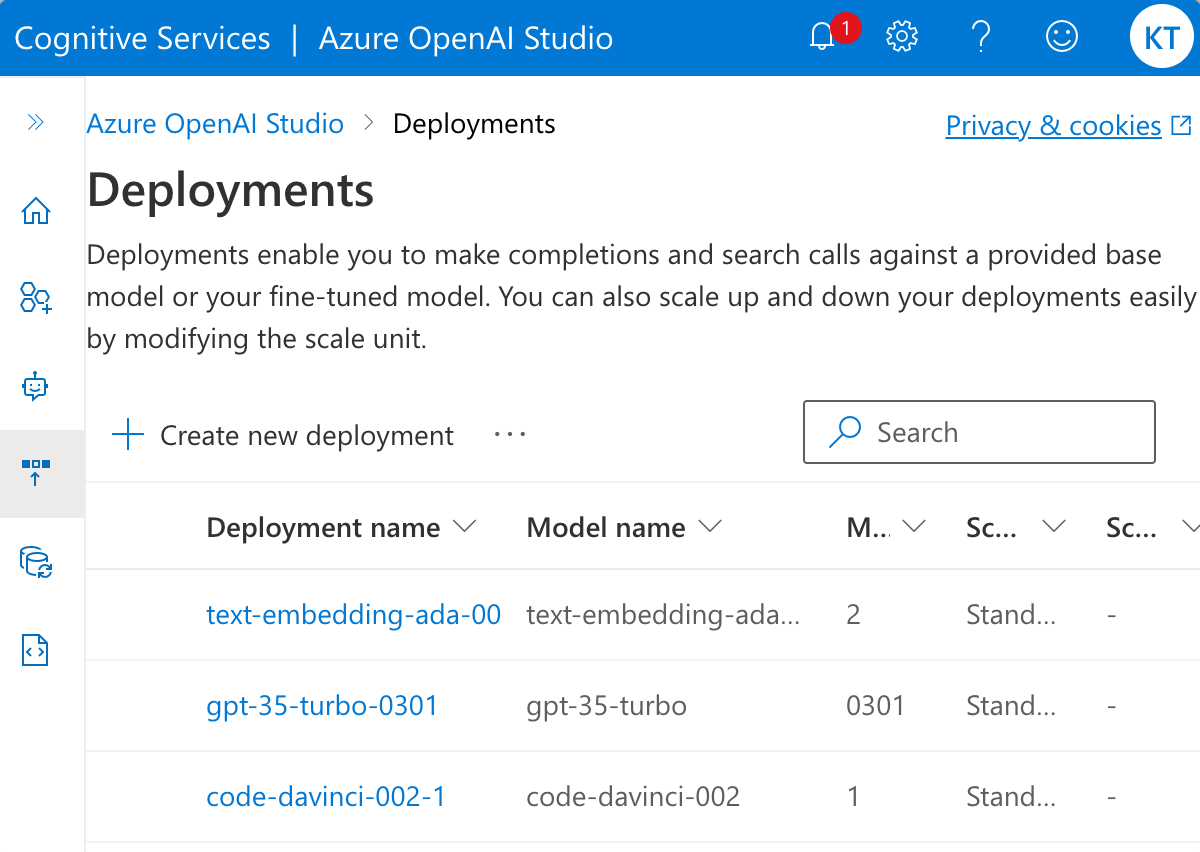 Cognitive Services | Azure OpenAI Studio 1 KT
Azure OpenAI Studio > Deployments Privacy & cookies
Deployments
Deployments enable you to make completions and search calls against a provided base
model or your fine-tuned model. You can also scale up and down your deployments easily
by modifying the scale unit.
+ Create new deployment ... Search
Deployment name Model name M... Sc... Sc...
text-embedding-ada-00 text-embedding-ada... 2 Stand... -
gpt-35-turbo-0301 gpt-35-turbo 0301 Stand... -
code-davinci-002-1 code-davinci-002 1 Stand... -